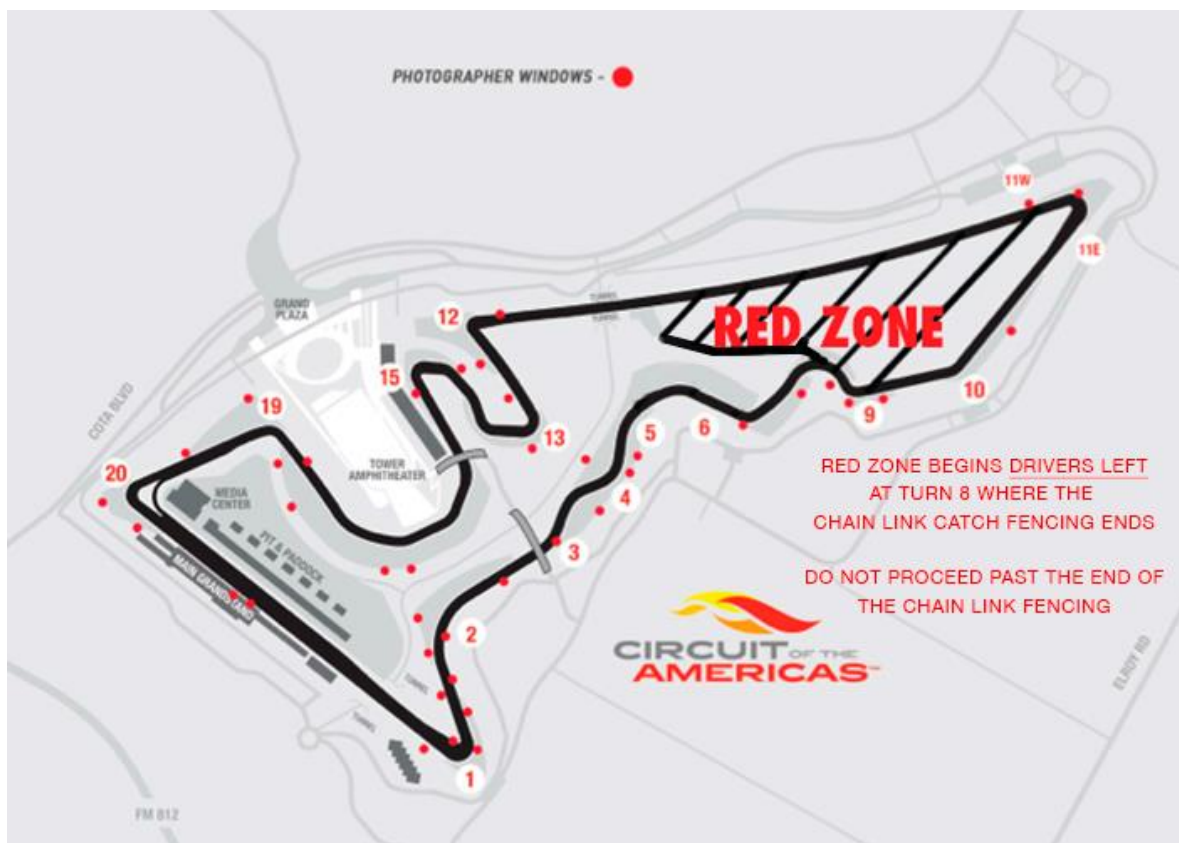 PHOTOGRAPHER WINDOWS -
11W
11E
GRAND
PLAZA
12
TUNNEL
TUNNEL
RED ZONE
15
COTA BLVD
19
10
9
6
5
13
TOWER
AMPHITHEATER
20
MEDIA
CENTER
4
RED ZONE BEGINS DRIVERS LEFT
AT TURN 8 WHERE THE
CHAIN LINK CATCH FENCING ENDS
PIT & PADDOCK
3
MAIN GRANDSTAND
DO NOT PROCEED PAST THE END OF
THE CHAIN LINK FENCING
2
CIRCUIT OF THE
AMERICAS™
ELROY RD
TUNNEL
TUNNEL
1
FM 812